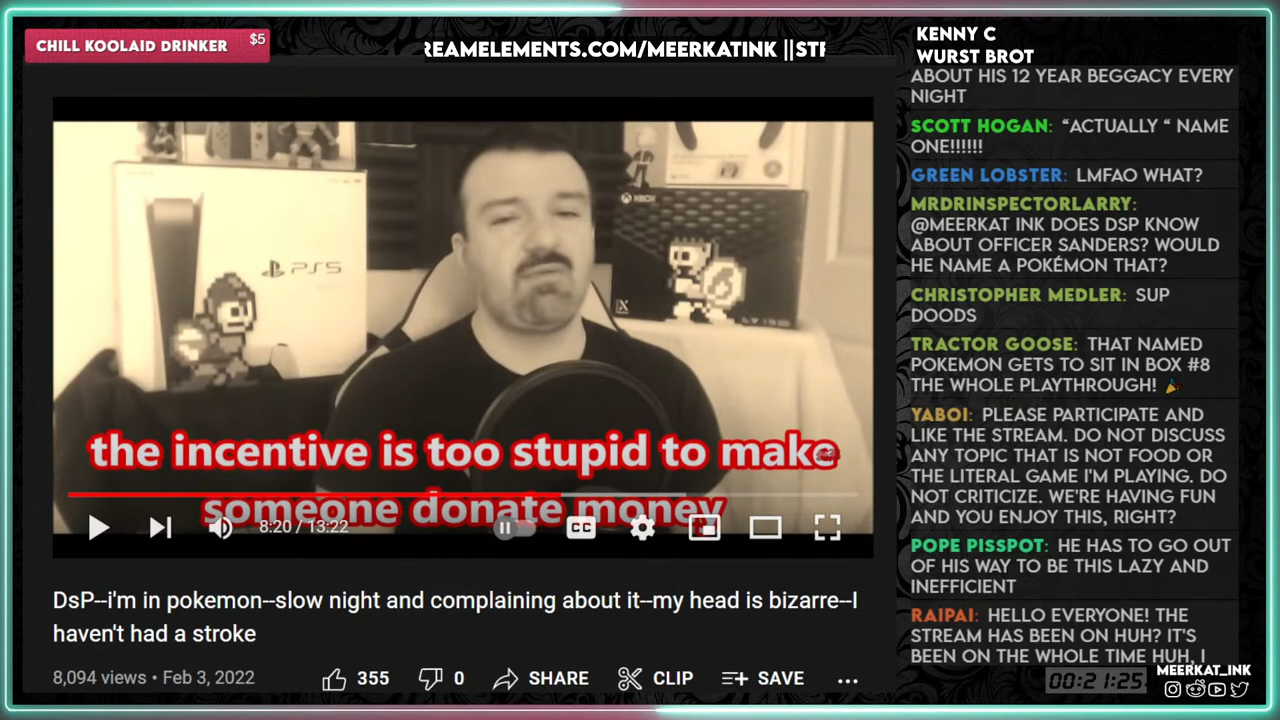 CHILL KOOLAID DRINKER $5
REAMELEMENTS.COM/MEERKATINK ||STR
KENNY C
WURST BROT
PS5
XBOX
X
the incentive is too stupid to make
someone donate money
8:20 / 13:22
CC
DsP--i'm in pokemon--slow night and complaining about it--my head is bizarre--I
haven't had a stroke
8,094 views • Feb 3, 2022
355
0
SHARE
CLIP
SAVE
...
ABOUT HIS 12 YEAR BEGGACY EVERY
NIGHT
SCOTT HOGAN: “ACTUALLY “ NAME
ONE!!!!!!
GREEN LOBSTER: LMFAO WHAT?
MRDRINSPECTORLARRY:
@MEERKAT INK DOES DSP KNOW
ABOUT OFFICER SANDERS? WOULD
HE NAME A POKÉMON THAT?
CHRISTOPHER MEDLER: SUP
DOODS
TRACTOR GOOSE: THAT NAMED
POKEMON GETS TO SIT IN BOX #8
THE WHOLE PLAYTHROUGH! 🎉
YABOI: PLEASE PARTICIPATE AND
LIKE THE STREAM. DO NOT DISCUSS
ANY TOPIC THAT IS NOT FOOD OR
THE LITERAL GAME I'M PLAYING. DO
NOT CRITICIZE. WE'RE HAVING FUN
AND YOU ENJOY THIS, RIGHT?
POPE PISSPOT: HE HAS TO GO OUT
OF HIS WAY TO BE THIS LAZY AND
INEFFICIENT
RAIPAI: HELLO EVERYONE! THE
STREAM HAS BEEN ON HUH? IT'S
BEEN ON THE WHOLE TIME HUH, I
00:21:25
MEERKAT_INK